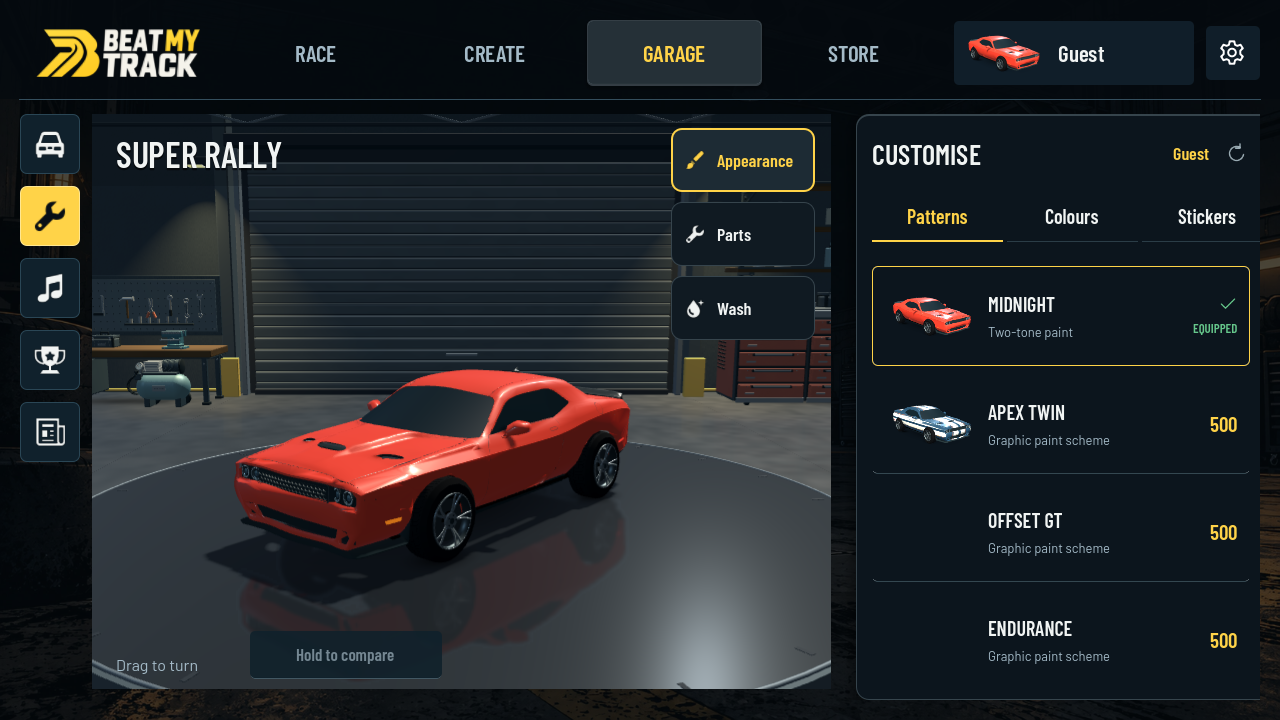 BEAT MY
TRACK
RACE
CREATE
GARAGE
STORE
Guest
SUPER RALLY
Appearance
Parts
Wash
Drag to turn
Hold to compare
CUSTOMISE
Guest
Patterns
Colours
Stickers
MIDNIGHT
Two-tone paint
EQUIPPED
APEX TWIN
Graphic paint scheme
500
OFFSET GT
Graphic paint scheme
500
ENDURANCE
Graphic paint scheme
500